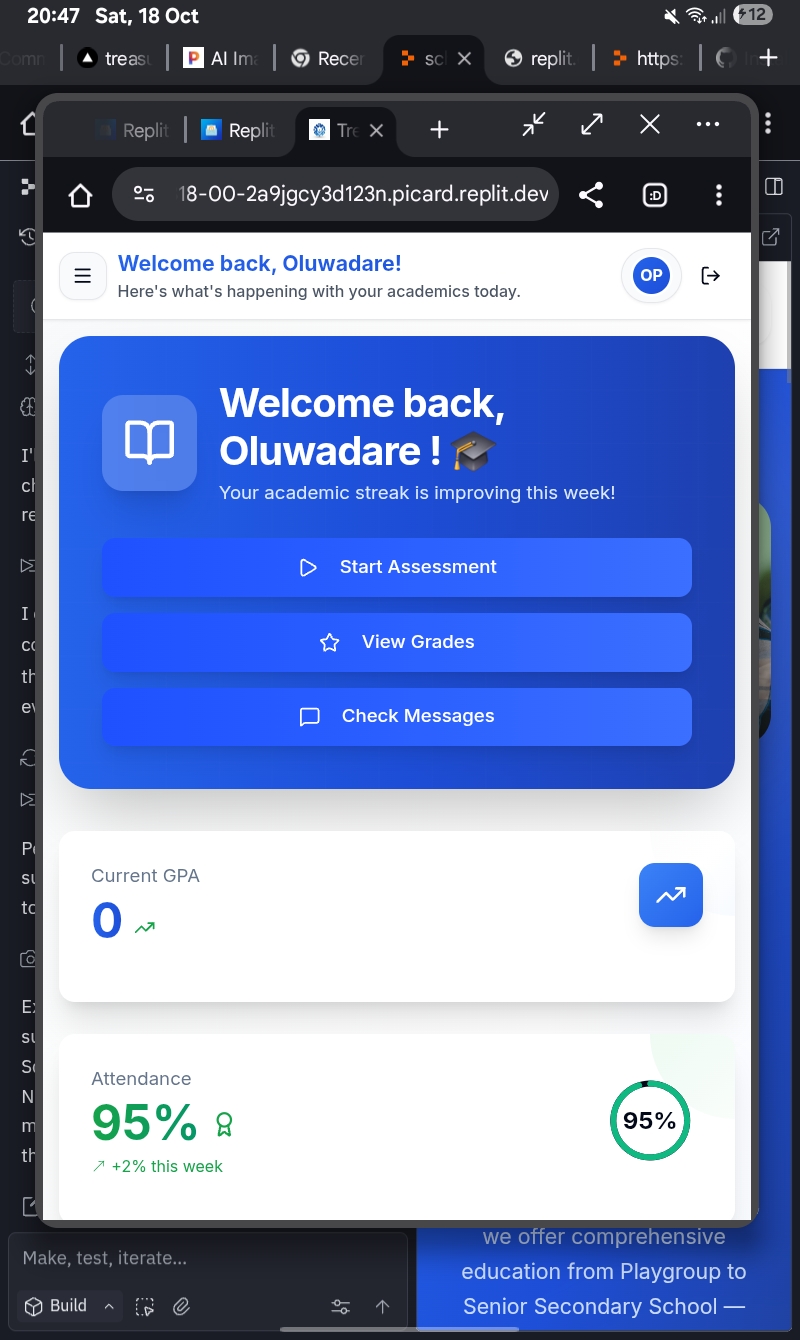 20:47 Sat, 18 Oct
12
treasu
AI Ima
Recen
sch
replit.
https:
Replit
Replit
Tre
18-00-2a9jgcy3d123n.picard.replit.dev
:D
Welcome back, Oluwadare!
Here's what's happening with your academics today.
OP
Welcome back,
Oluwadare ! 🎓
Your academic streak is improving this week!
Start Assessment
View Grades
Check Messages
Current GPA
0
Attendance
95%
95%
↗ +2% this week
Make, test, iterate...
Build
we offer comprehensive
education from Playgroup to
Senior Secondary School —